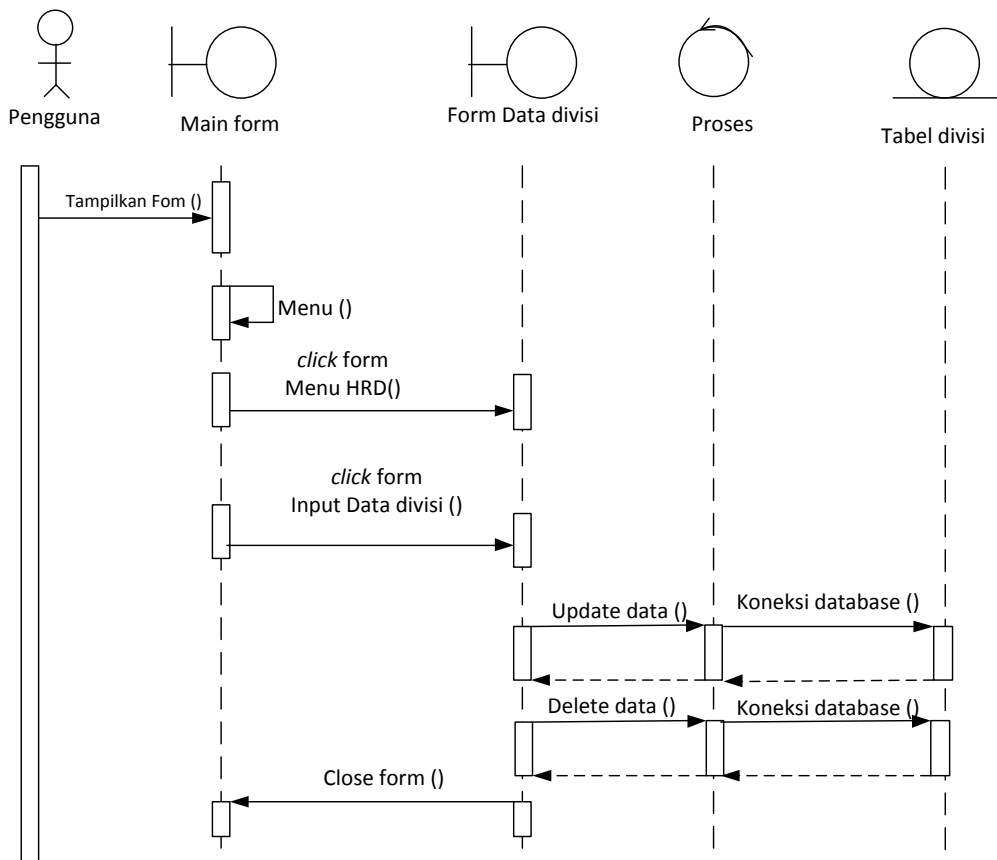 Pengguna
Main form
Form Data divisi
Proses
Tabel divisi
Tampilkan Fom ()
Menu ()
click form
Menu HRD()
click form
Input Data divisi ()
Update data ()
Koneksi database ()
Delete data ()
Koneksi database ()
Close form ()